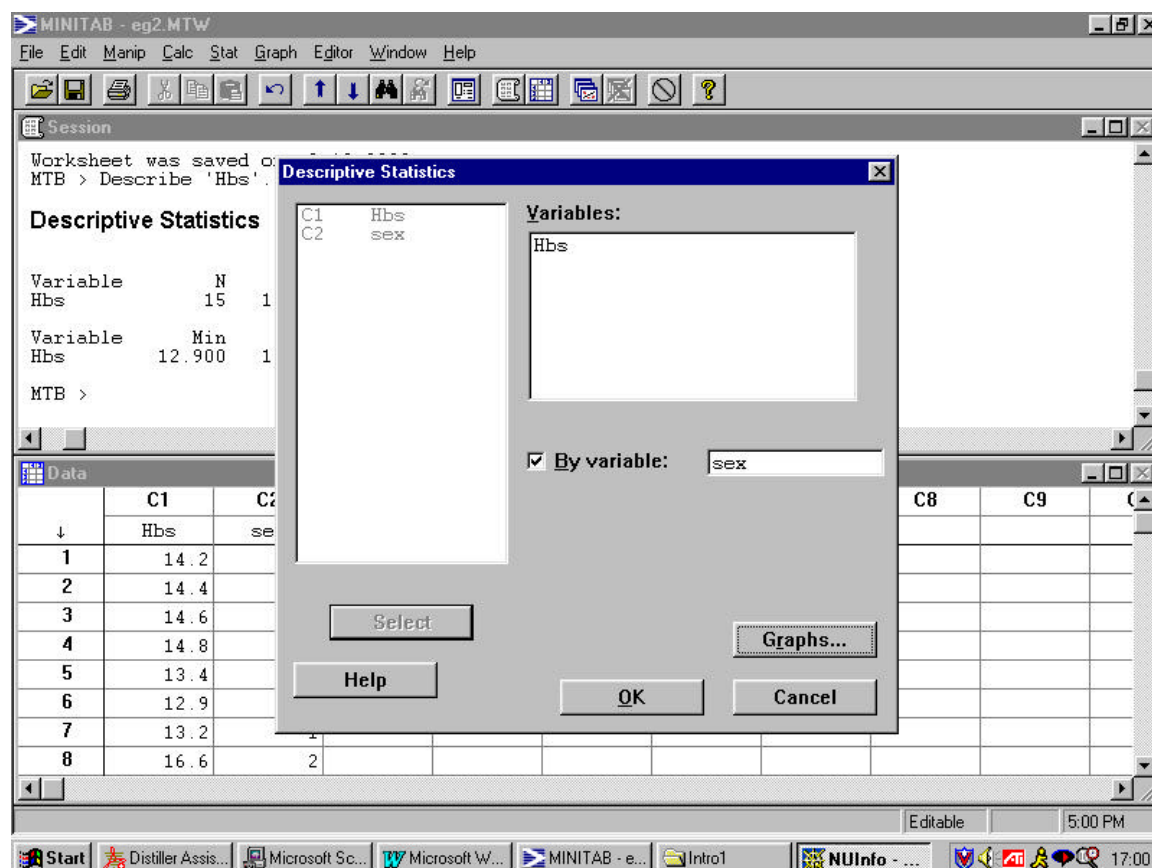 MINITAB - eg2.MTW
File Edit Manip Calc Stat Graph Editor Window Help
Session
Worksheet was saved
MTB > Describe 'Hbs'.
Descriptive Statistics
Variable N
Hbs 15 1
Variable Min
Hbs 12.900 1
MTB >
Descriptive Statistics
C1 Hbs
C2 sex
Variables:
Hbs
By variable: sex
Select
Graphs...
Help
OK
Cancel
Data
C1 C2 C8 C9
↓ Hbs se
1 14.2
2 14.4
3 14.6
4 14.8
5 13.4
6 12.9
7 13.2 1
8 16.6 2
Editable 5:00 PM
Start Distiller Assis... Microsoft Sc... Microsoft W... MINITAB - e... Intro1 NUInfo - ... 17:00